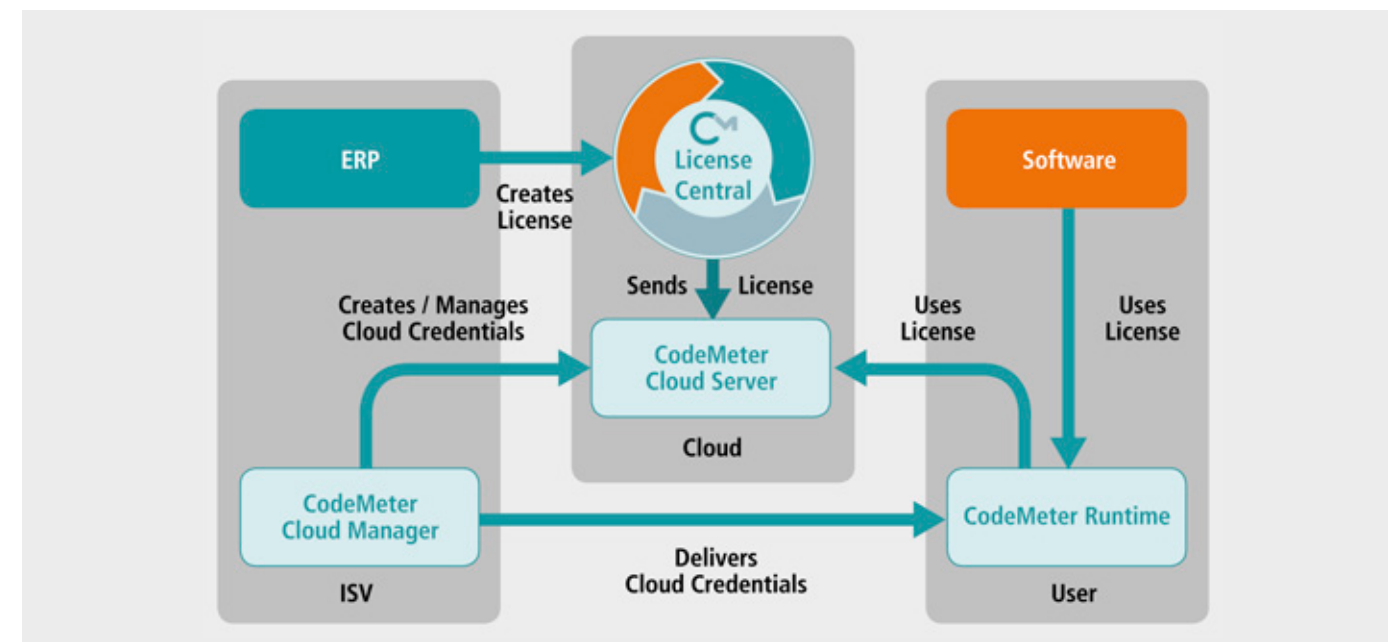 ERP
Creates
License
CM
License
Central
Software
Sends License
Creates / Manages
Cloud Credentials
CodeMeter
Cloud Server
Uses
License
Uses
License
Cloud
CodeMeter
Cloud Manager
CodeMeter Runtime
Delivers
Cloud Credentials
ISV
User